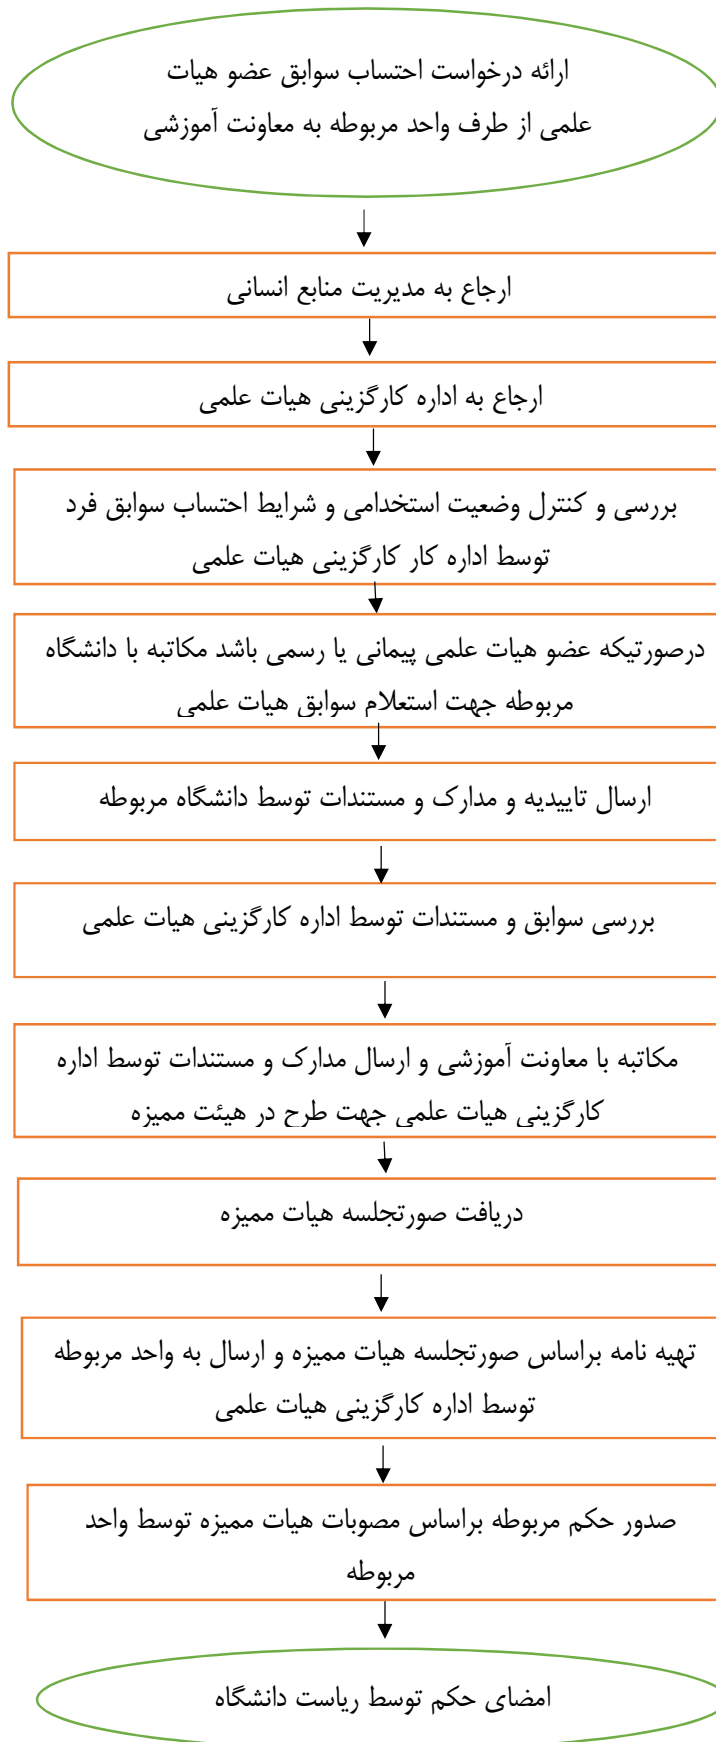 ارائه درخواست احتساب سوابق عضو هیات
علمی از طرف واحد مربوطه به معاونت آموزشی
ارجاع به مدیریت منابع انسانی
ارجاع به اداره کارگزینی هیات علمی
بررسی و کنترل وضعیت استخدامی و شرایط احتساب سوابق فرد
توسط اداره کار کارگزینی هیات علمی
درصورتیکه عضو هیات علمی پیمانی یا رسمی باشد مکاتبه با دانشگاه
مربوطه جهت استعلام سوابق هیات علمی
ارسال تاییدیه و مدارک و مستندات توسط دانشگاه مربوطه
بررسی سوابق و مستندات توسط اداره کارگزینی هیات علمی
مکاتبه با معاونت آموزشی و ارسال مدارک و مستندات توسط اداره
کارگزینی هیات علمی جهت طرح در هیئت ممیزه
دریافت صورتجلسه هیات ممیزه
تهیه نامه براساس صورتجلسه هیات ممیزه و ارسال به واحد مربوطه
توسط اداره کارگزینی هیات علمی
صدور حکم مربوطه براساس مصوبات هیات ممیزه توسط واحد
مربوطه
امضای حکم توسط ریاست دانشگاه